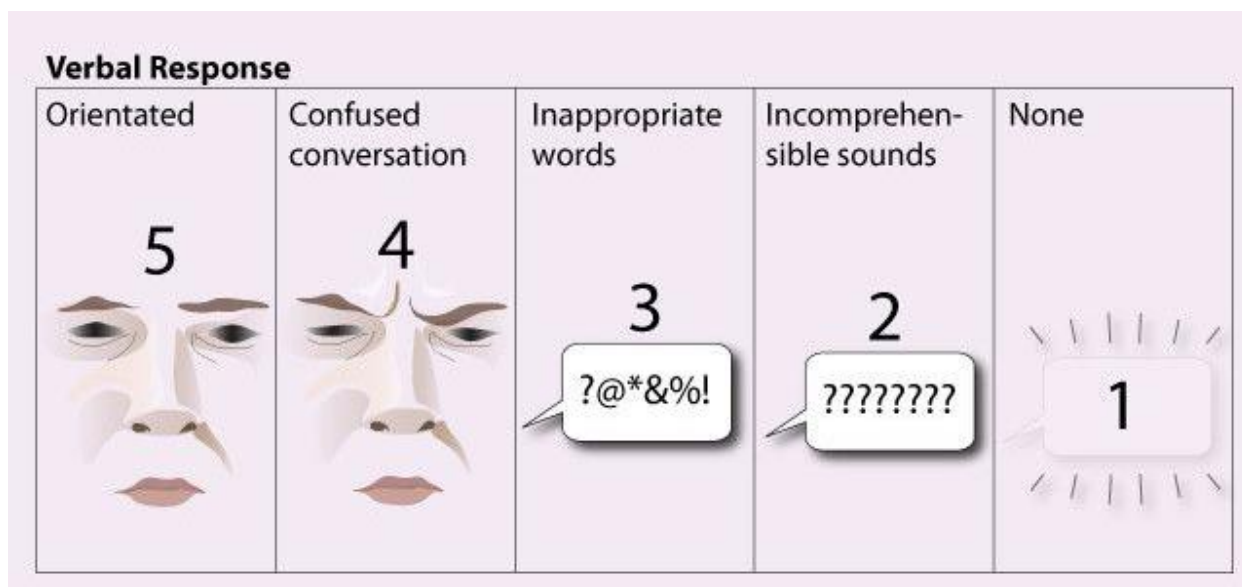 Verbal Response
Orientated
Confused
conversation
Inappropriate
words
Incomprehen-
sible sounds
None
5
4
3
2
1
?@*&%!
????????